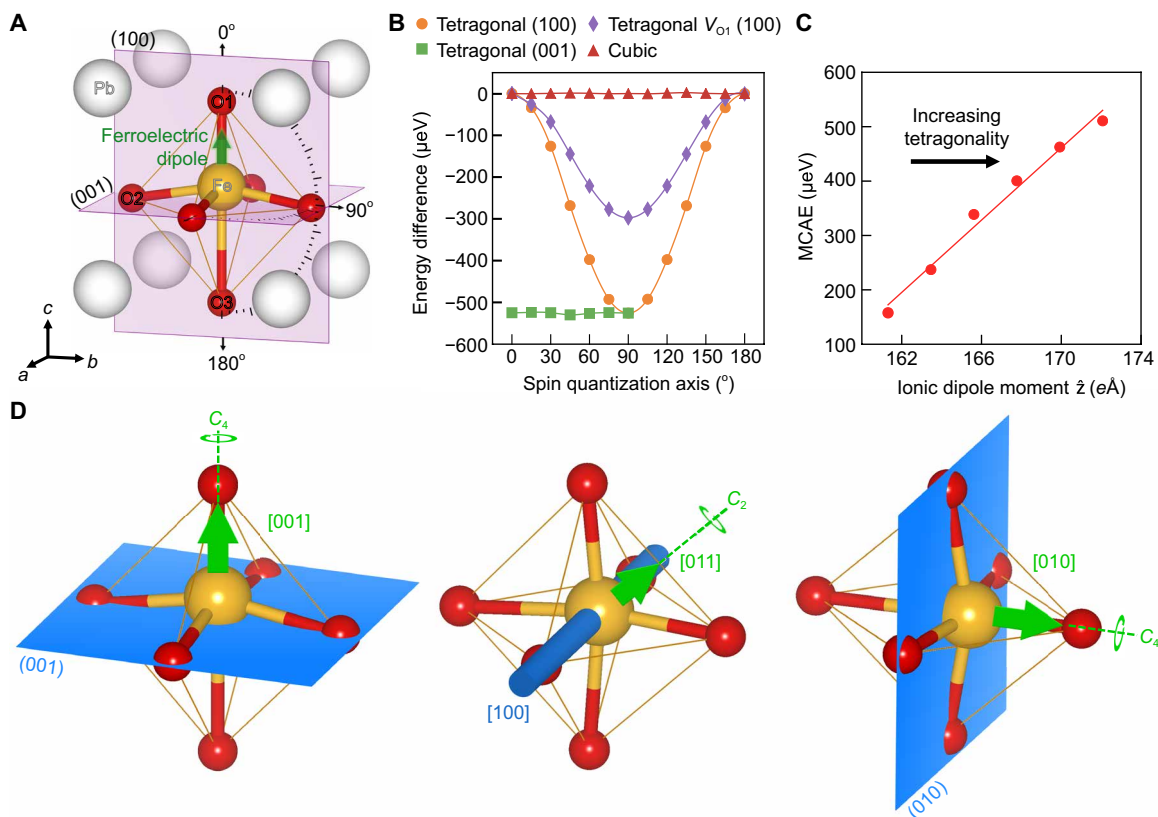 A
(100)
0°
Pb
O1
Ferroelectric
dipole
Fe
(001)
O2
90°
O3
180°
c
b
a
B
Tetragonal (100)
Tetragonal V_O1 (100)
Tetragonal (001)
Cubic
Energy difference (µeV)
0
−100
−200
−300
−400
−500
−600
0 30 60 90 120 150 180
Spin quantization axis (°)
C
MCAE (µeV)
600
500
400
300
200
100
Increasing
tetragonality
162 166 170 174
Ionic dipole moment ẑ (eÅ)
D
C4
[001]
(001)
C2
[011]
[100]
[010]
C4
(010)